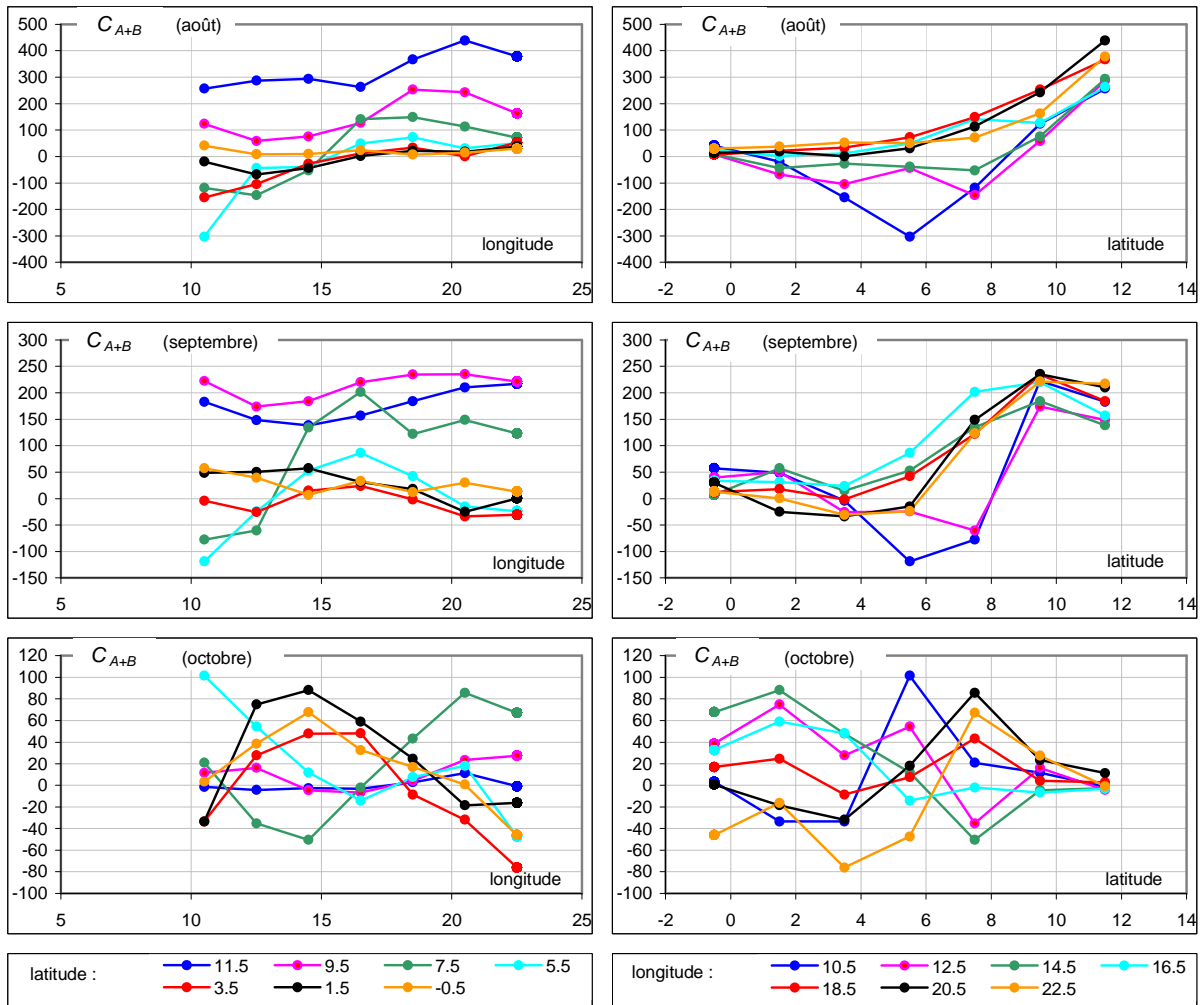 C A+B (août)
500
400
300
200
100
0
-100
-200
-300
-400
longitude
5 10 15 20 25
C A+B (août)
500
400
300
200
100
0
-100
-200
-300
-400
latitude
-2 0 2 4 6 8 10 12 14
C A+B (septembre)
300
250
200
150
100
50
0
-50
-100
-150
longitude
5 10 15 20 25
C A+B (septembre)
300
250
200
150
100
50
0
-50
-100
-150
latitude
-2 0 2 4 6 8 10 12 14
C A+B (octobre)
120
100
80
60
40
20
0
-20
-40
-60
-80
-100
longitude
5 10 15 20 25
C A+B (octobre)
120
100
80
60
40
20
0
-20
-40
-60
-80
-100
latitude
-2 0 2 4 6 8 10 12 14
latitude : 11.5 9.5 7.5 5.5
3.5 1.5 -0.5
longitude : 10.5 12.5 14.5 16.5
18.5 20.5 22.5